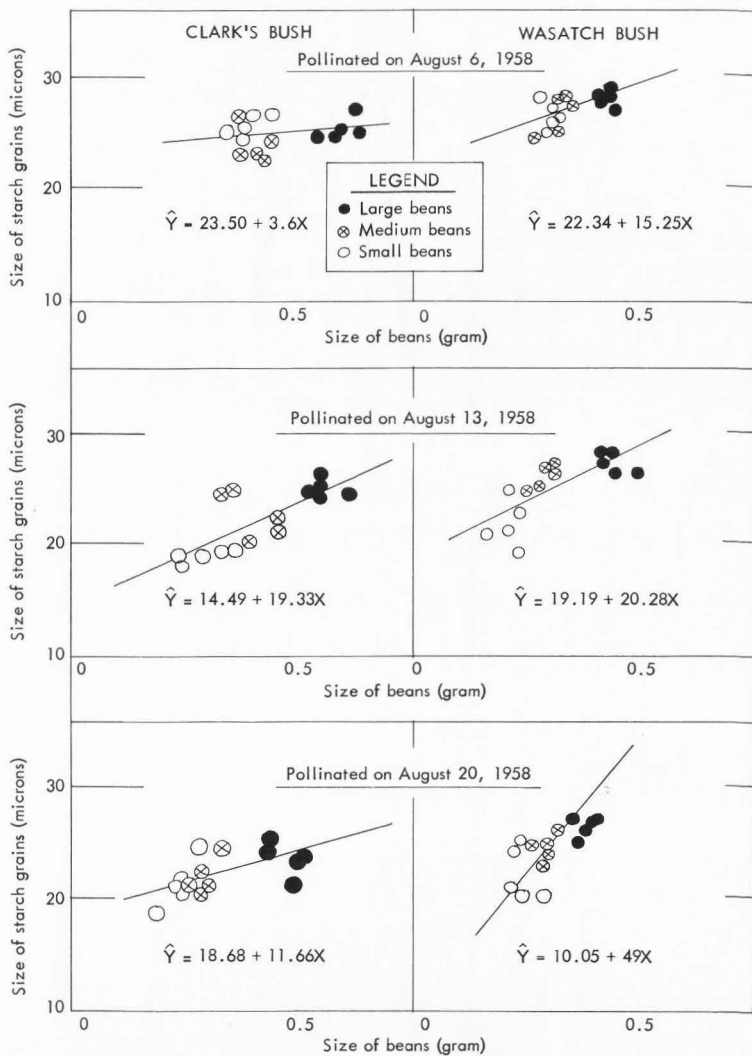 CLARK'S BUSH WASATCH BUSH
Pollinated on August 6, 1958
Size of starch grains (microns)
30
20
10
LEGEND
Large beans
Medium beans
Small beans
Ŷ = 23.50 + 3.6X
Ŷ = 22.34 + 15.25X
0 0.5 0 0.5
Size of beans (gram)
Pollinated on August 13, 1958
Size of starch grains (microns)
30
20
10
Ŷ = 14.49 + 19.33X
Ŷ = 19.19 + 20.28X
0 0.5 0 0.5
Size of beans (gram)
Pollinated on August 20, 1958
Size of starch grains (microns)
30
20
10
Ŷ = 18.68 + 11.66X
Ŷ = 10.05 + 49X
0 0.5 0 0.5
Size of beans (gram)